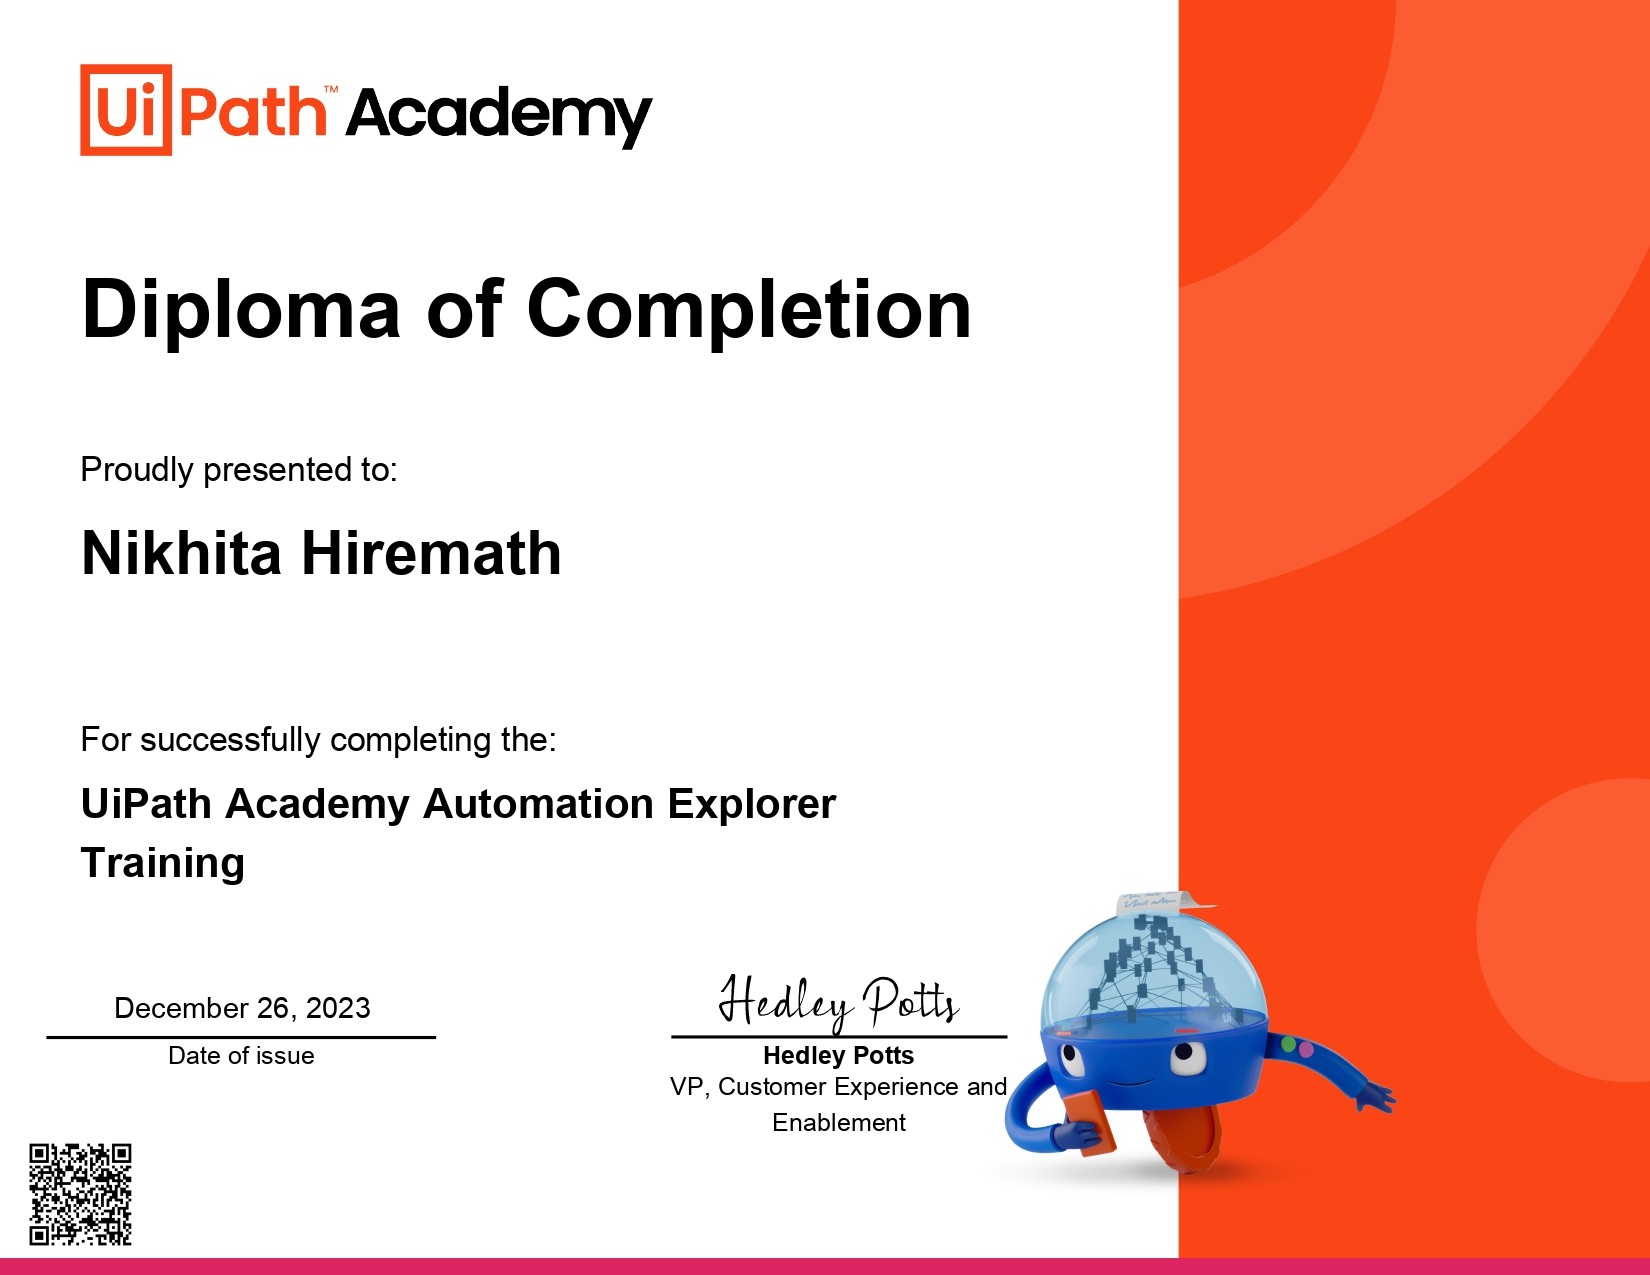 UiPath™ Academy
Diploma of Completion
Proudly presented to:
Nikhita Hiremath
For successfully completing the:
UiPath Academy Automation Explorer
Training
December 26, 2023
Date of issue
Hedley Potts
Hedley Potts
VP, Customer Experience and
Enablement
Ui